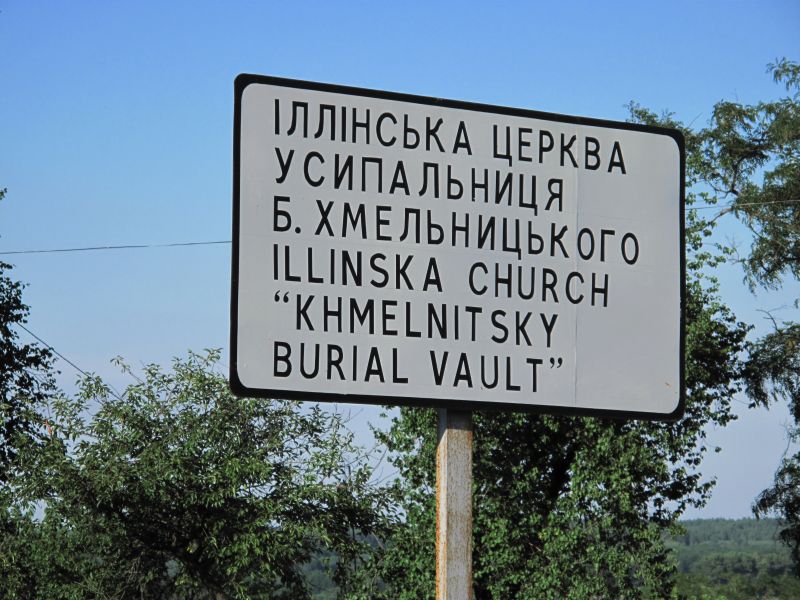 ІЛЛІНСЬКА ЦЕРКВА
УСИПАЛЬНИЦЯ
Б. ХМЕЛЬНИЦЬКОГО
ILLINSKA CHURCH
“KHMELNITSKY
BURIAL VAULT”